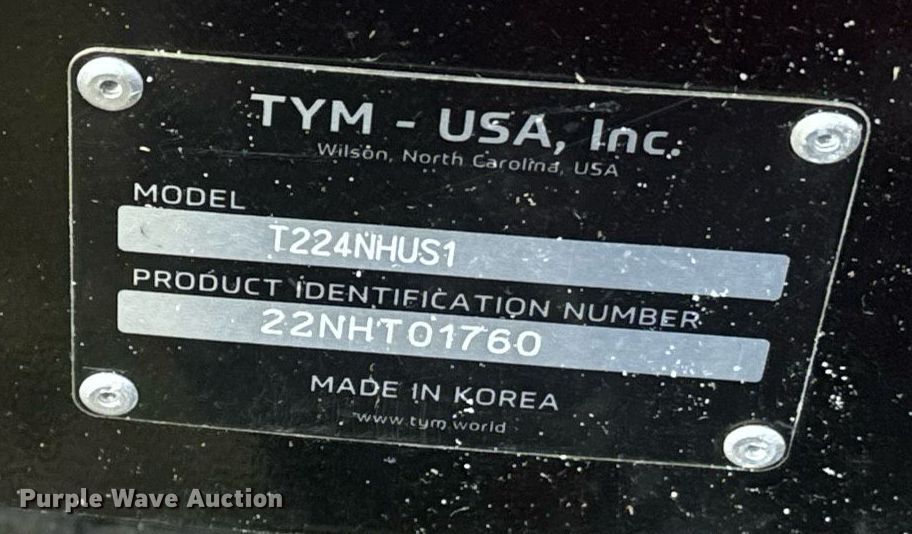 TYM - USA, Inc.
Wilson, North Carolina, USA
MODEL
T224NHUS1
PRODUCT IDENTIFICATION NUMBER
22NHT01760
MADE IN KOREA
www.tym.world
Purple Wave Auction